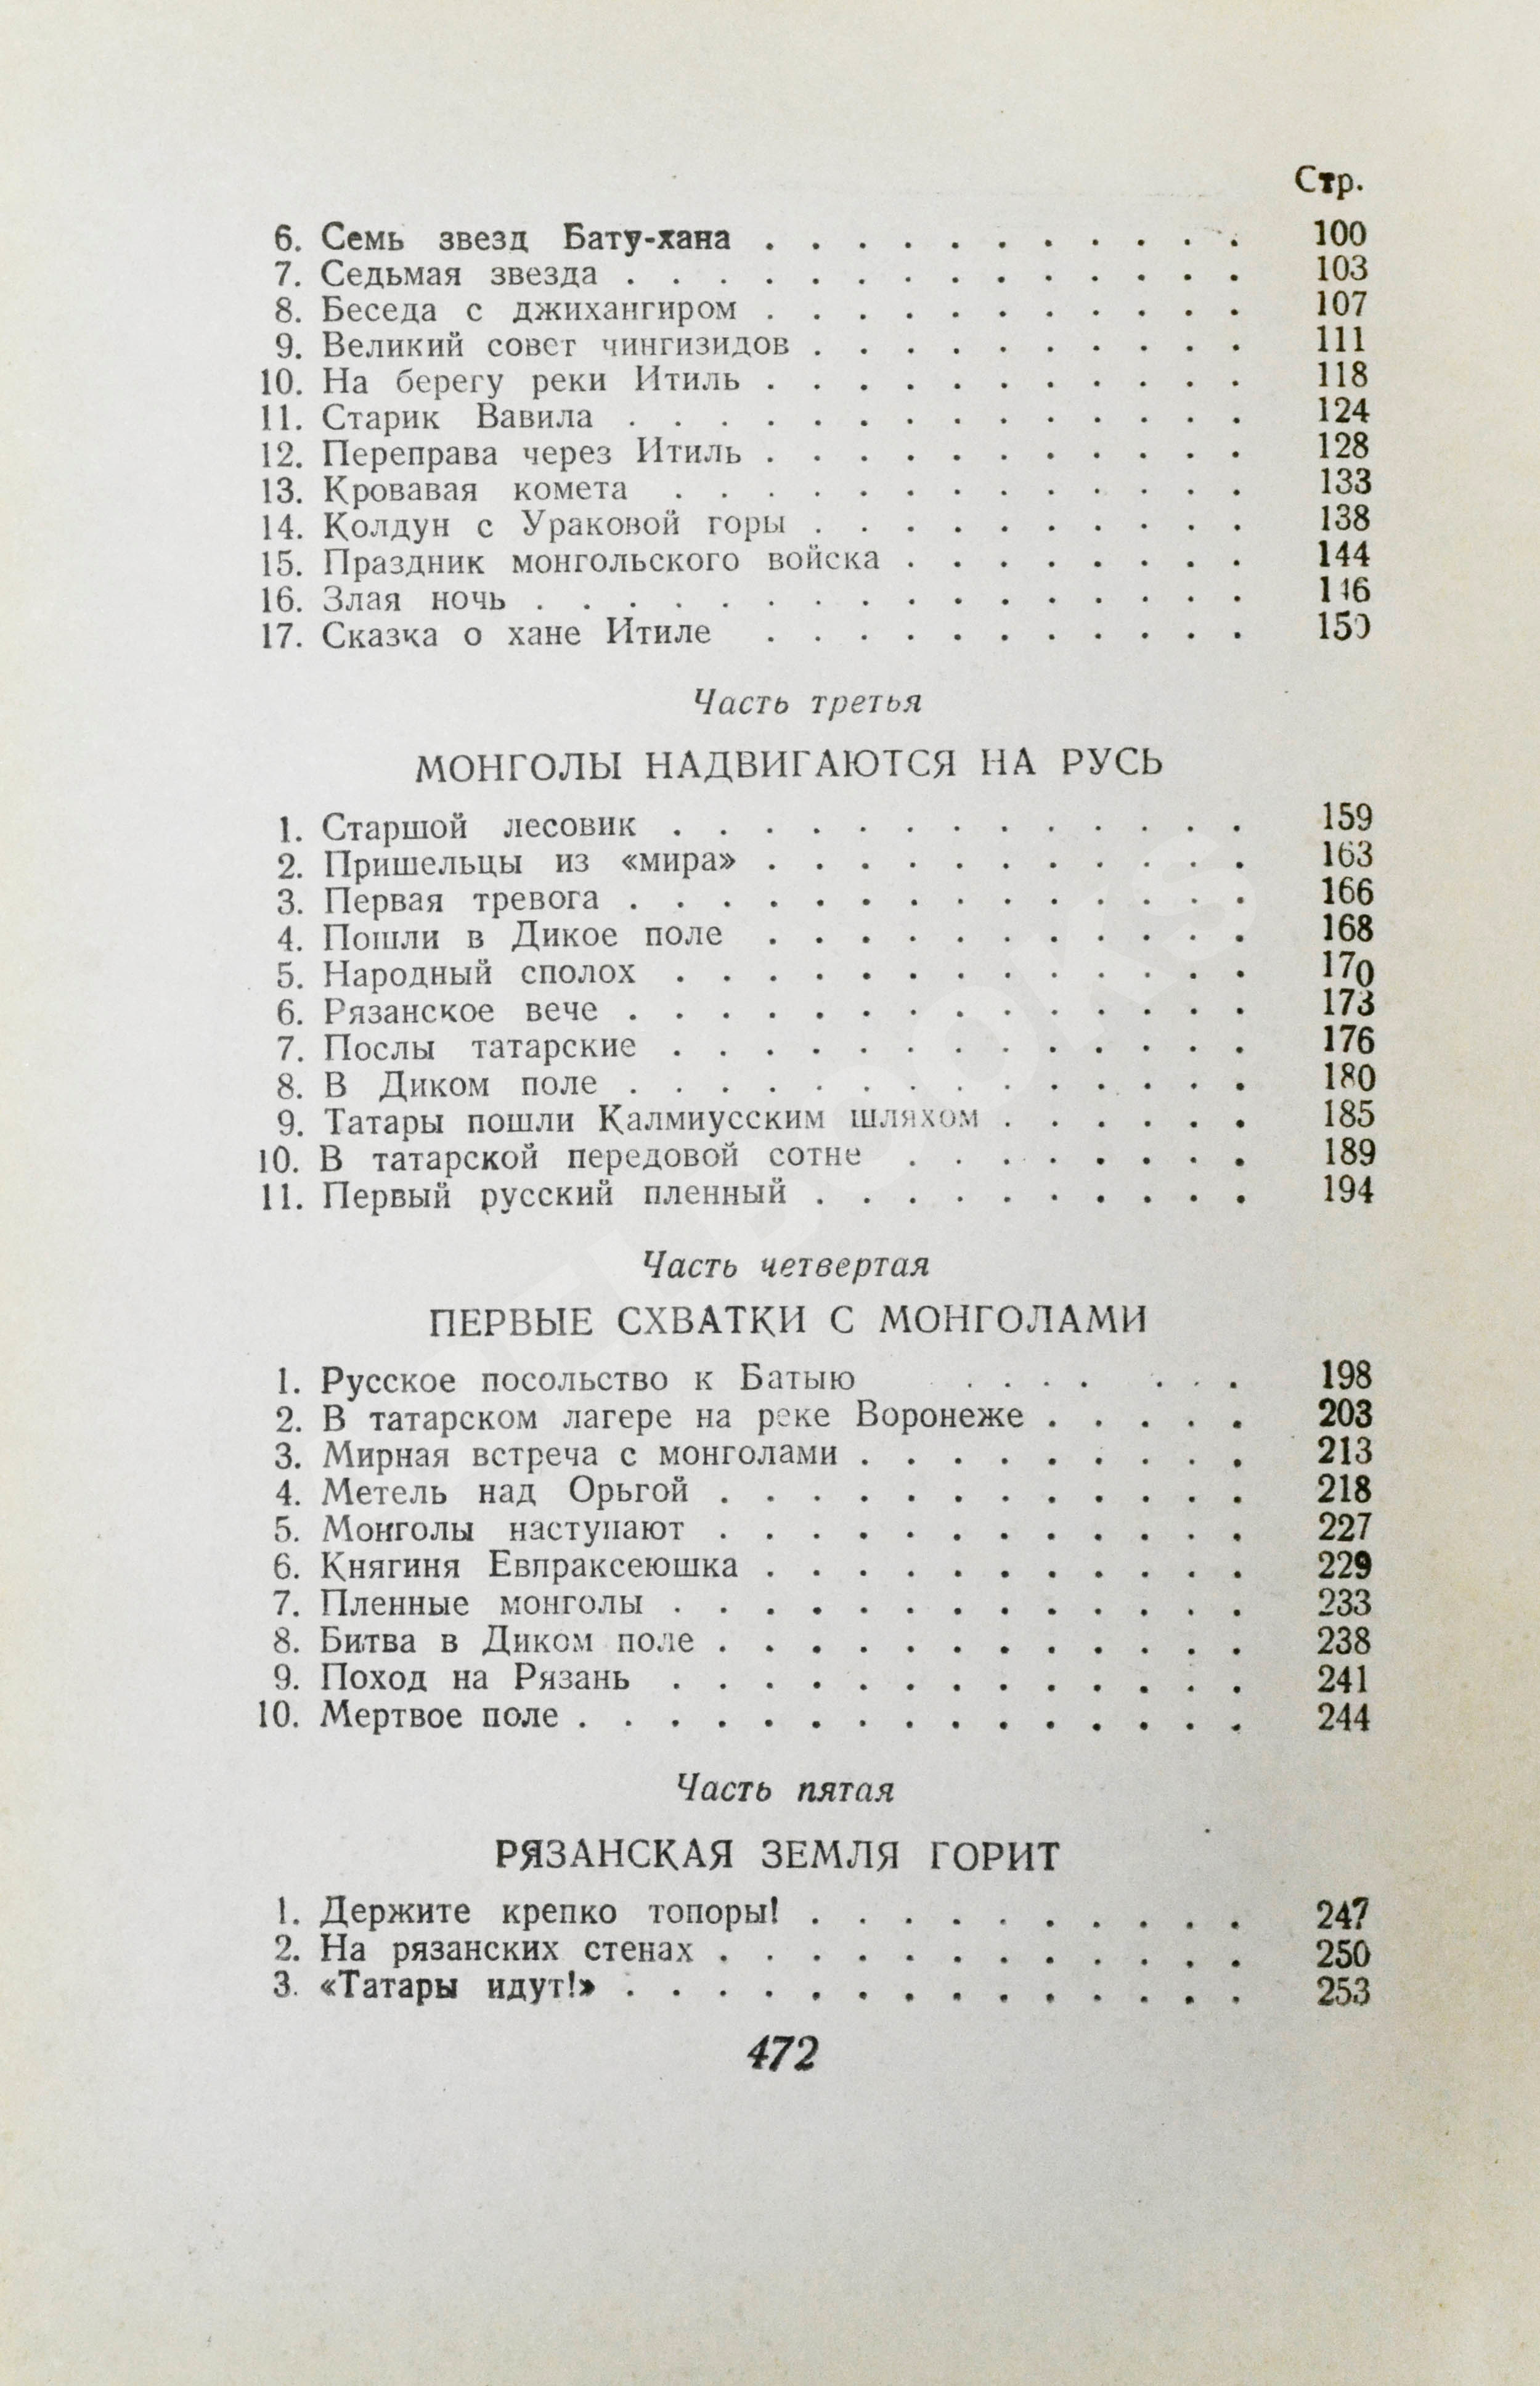 Стр.
6. Семь звезд Бату-хана . . . . . . . . . . . 100
7. Седьмая звезда . . . . . . . . . . . . . . 103
8. Беседа с джихангиром . . . . . . . . . . . 107
9. Великий совет чингизидов . . . . . . . . . . 111
10. На берегу реки Итиль . . . . . . . . . . . 118
11. Старик Вавила . . . . . . . . . . . . . . 124
12. Переправа через Итиль . . . . . . . . . . . 128
13. Кровавая комета . . . . . . . . . . . . . 133
14. Колдун с Ураковой горы . . . . . . . . . . 138
15. Праздник монгольского войска . . . . . . . . 144
16. Злая ночь . . . . . . . . . . . . . . . . 146
17. Сказка о хане Итиле . . . . . . . . . . . 150
Часть третья
МОНГОЛЫ НАДВИГАЮТСЯ НА РУСЬ
1. Старшой лесовик . . . . . . . . . . . . . 159
2. Пришельцы из «мира» . . . . . . . . . . . 163
3. Первая тревога . . . . . . . . . . . . . . 166
4. Пошли в Дикое поле . . . . . . . . . . . 168
5. Народный сполох . . . . . . . . . . . . . 170
6. Рязанское вече . . . . . . . . . . . . . . 173
7. Послы татарские . . . . . . . . . . . . . 176
8. В Диком поле . . . . . . . . . . . . . . 180
9. Татары пошли Калмиусским шляхом . . . . . . 185
10. В татарской передовой сотне . . . . . . . . 189
11. Первый русский пленный . . . . . . . . . . 194
Часть четвертая
ПЕРВЫЕ СХВАТКИ С МОНГОЛАМИ
1. Русское посольство к Батыю . . . . . . . 198
2. В татарском лагере на реке Воронеже . . . . . 203
3. Мирная встреча с монголами . . . . . . . . . 213
4. Метель над Орьгой . . . . . . . . . . . . 218
5. Монголы наступают . . . . . . . . . . . . 227
6. Княгиня Евпраксеюшка . . . . . . . . . . . 229
7. Пленные монголы . . . . . . . . . . . . . 233
8. Битва в Диком поле . . . . . . . . . . . . 238
9. Поход на Рязань . . . . . . . . . . . . . 241
10. Мертвое поле . . . . . . . . . . . . . . . 244
Часть пятая
РЯЗАНСКАЯ ЗЕМЛЯ ГОРИТ
1. Держите крепко топоры! . . . . . . . . . . 247
2. На рязанских стенах . . . . . . . . . . . . 250
3. «Татары идут!» . . . . . . . . . . . . . . 253
472